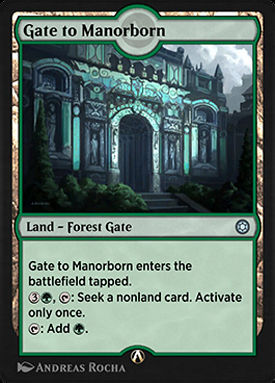 Gate to Manorborn
Land – Forest Gate
Gate to Manorborn enters the
battlefield tapped.
3, : Seek a nonland card. Activate
only once.
: Add .
Andreas Rocha